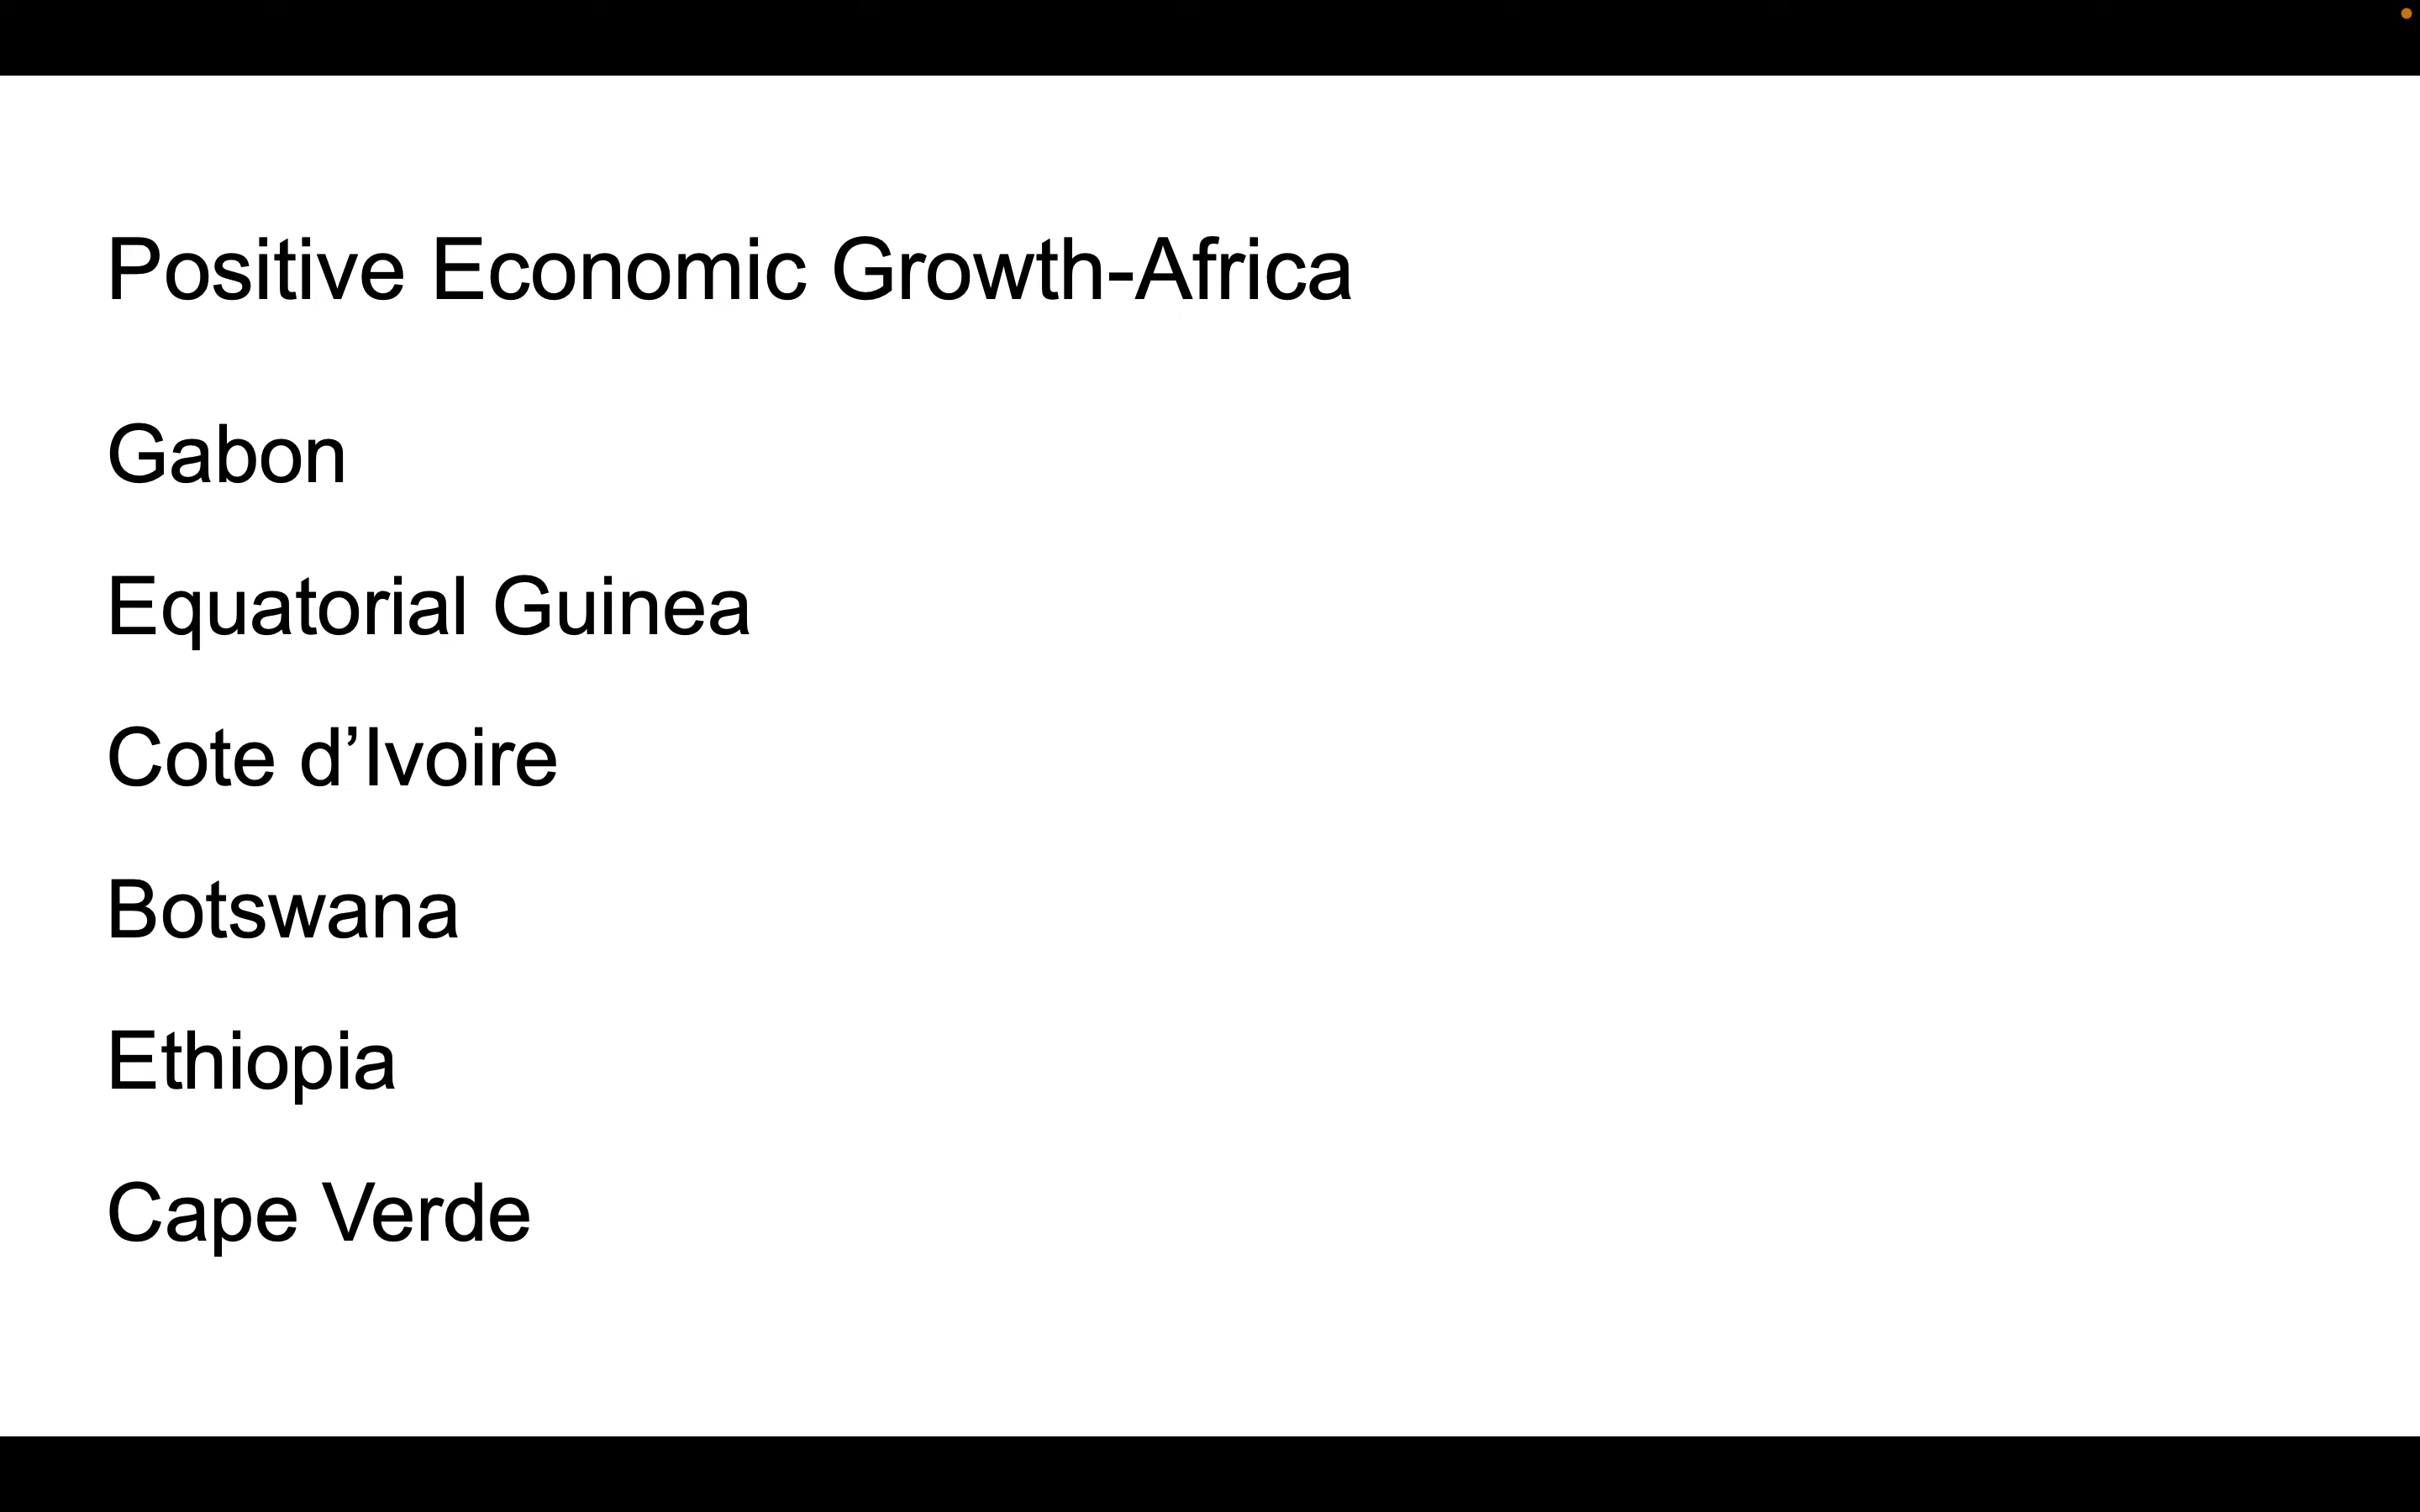 Positive Economic Growth-Africa
Gabon
Equatorial Guinea
Cote d’Ivoire
Botswana
Ethiopia
Cape Verde